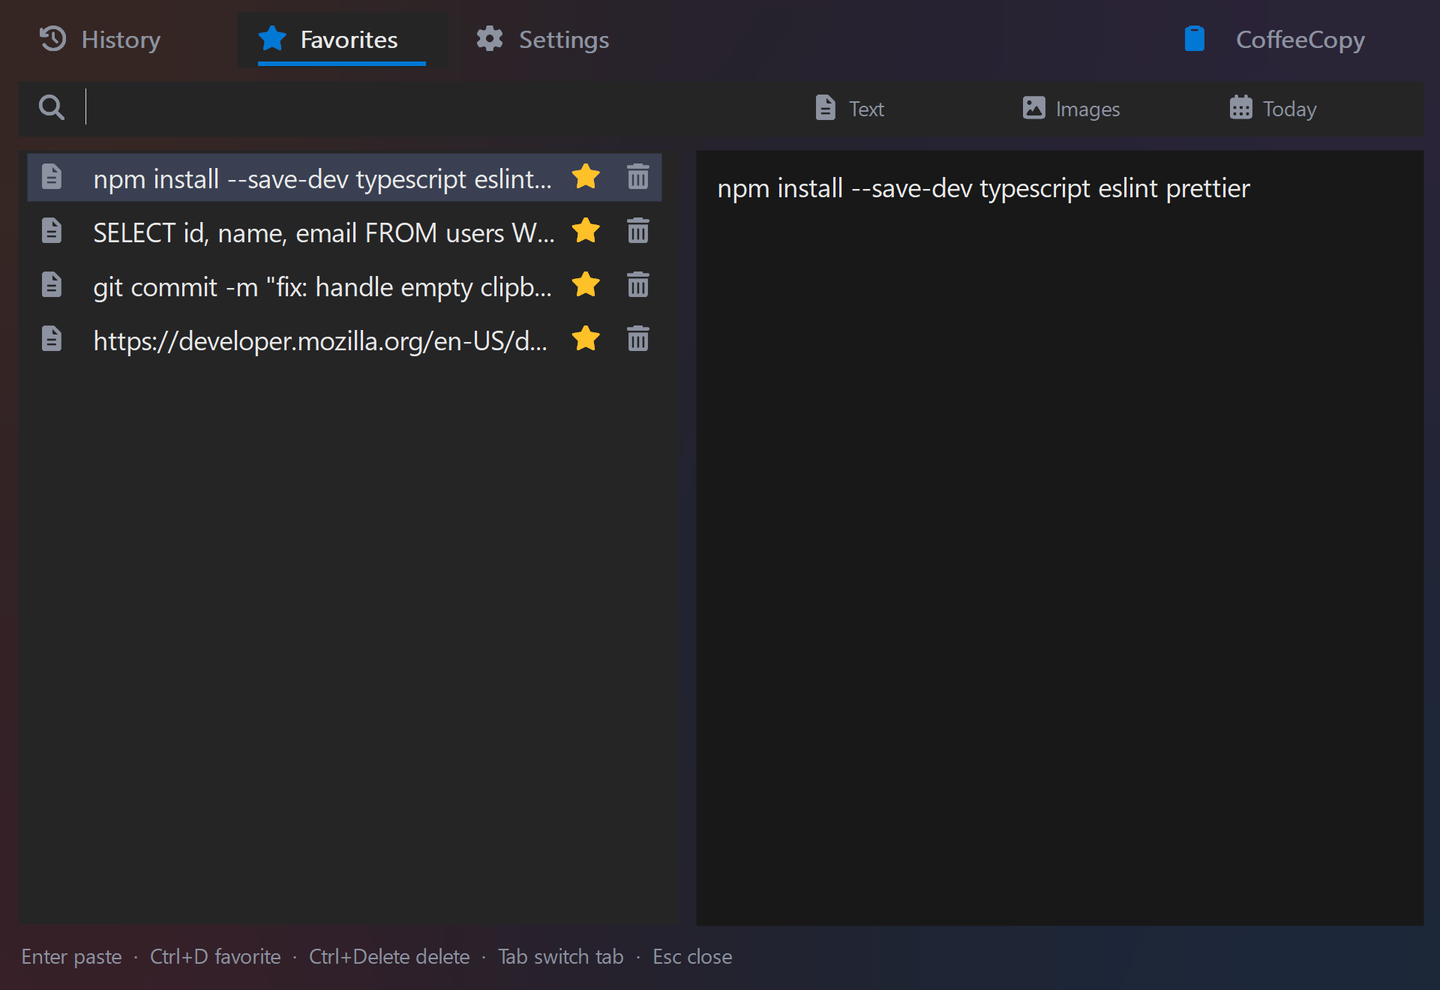 History Favorites Settings CoffeeCopy
Text Images Today
npm install --save-dev typescript eslint...
SELECT id, name, email FROM users W...
git commit -m "fix: handle empty clipb...
https://developer.mozilla.org/en-US/d...
npm install --save-dev typescript eslint prettier
Enter paste · Ctrl+D favorite · Ctrl+Delete delete · Tab switch tab · Esc close